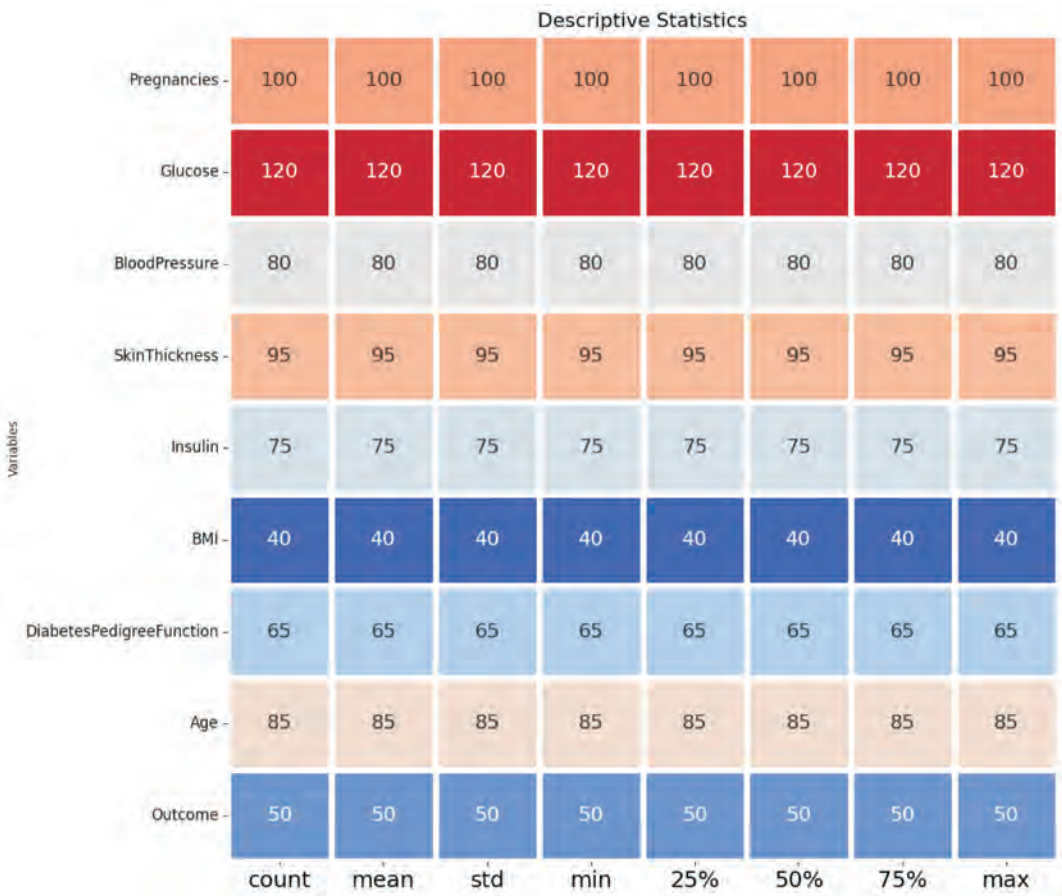 Descriptive Statistics
Pregnancies 100 100 100 100 100 100 100 100
Glucose 120 120 120 120 120 120 120 120
BloodPressure 80 80 80 80 80 80 80 80
SkinThickness 95 95 95 95 95 95 95 95
Variables
Insulin 75 75 75 75 75 75 75 75
BMI 40 40 40 40 40 40 40 40
DiabetesPedigreeFunction 65 65 65 65 65 65 65 65
Age 85 85 85 85 85 85 85 85
Outcome 50 50 50 50 50 50 50 50
count mean std min 25% 50% 75% max